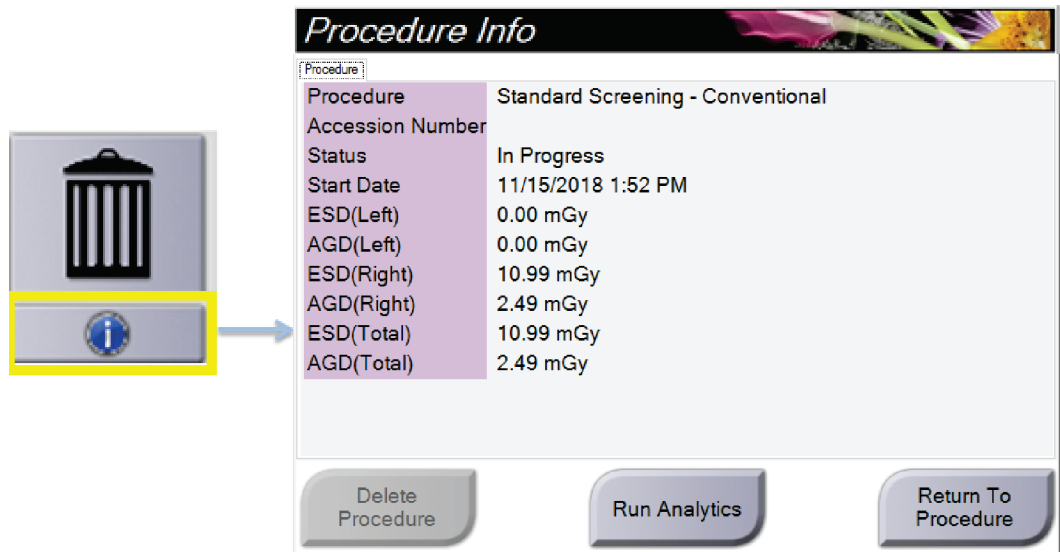 Procedure Info
Procedure
Procedure Standard Screening - Conventional
Accession Number
Status In Progress
Start Date 11/15/2018 1:52 PM
ESD(Left) 0.00 mGy
AGD(Left) 0.00 mGy
ESD(Right) 10.99 mGy
AGD(Right) 2.49 mGy
ESD(Total) 10.99 mGy
AGD(Total) 2.49 mGy
Delete
Procedure
Run Analytics
Return To
Procedure